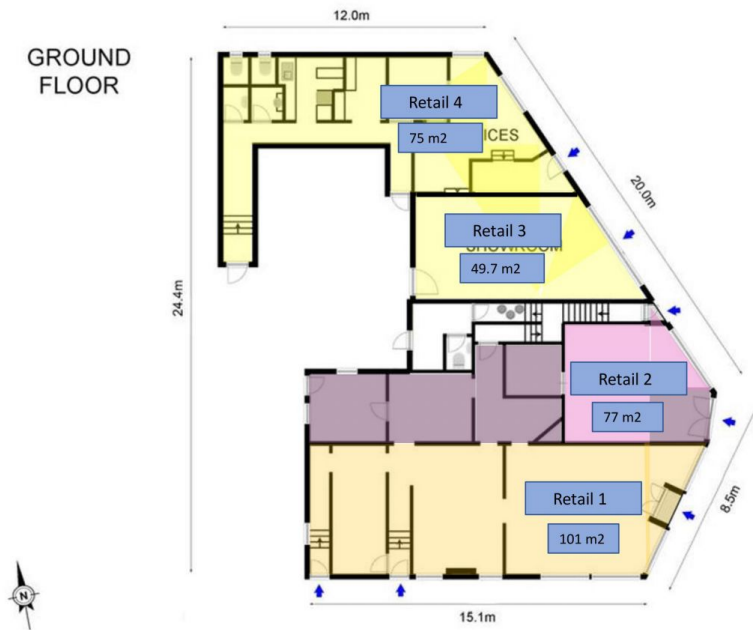 12.0m
GROUND
FLOOR
Retail 4
75 m2
ICES
20.0m
Retail 3
SHOWROOM
49.7 m2
24.4m
Retail 2
77 m2
8.5m
Retail 1
101 m2
N
15.1m